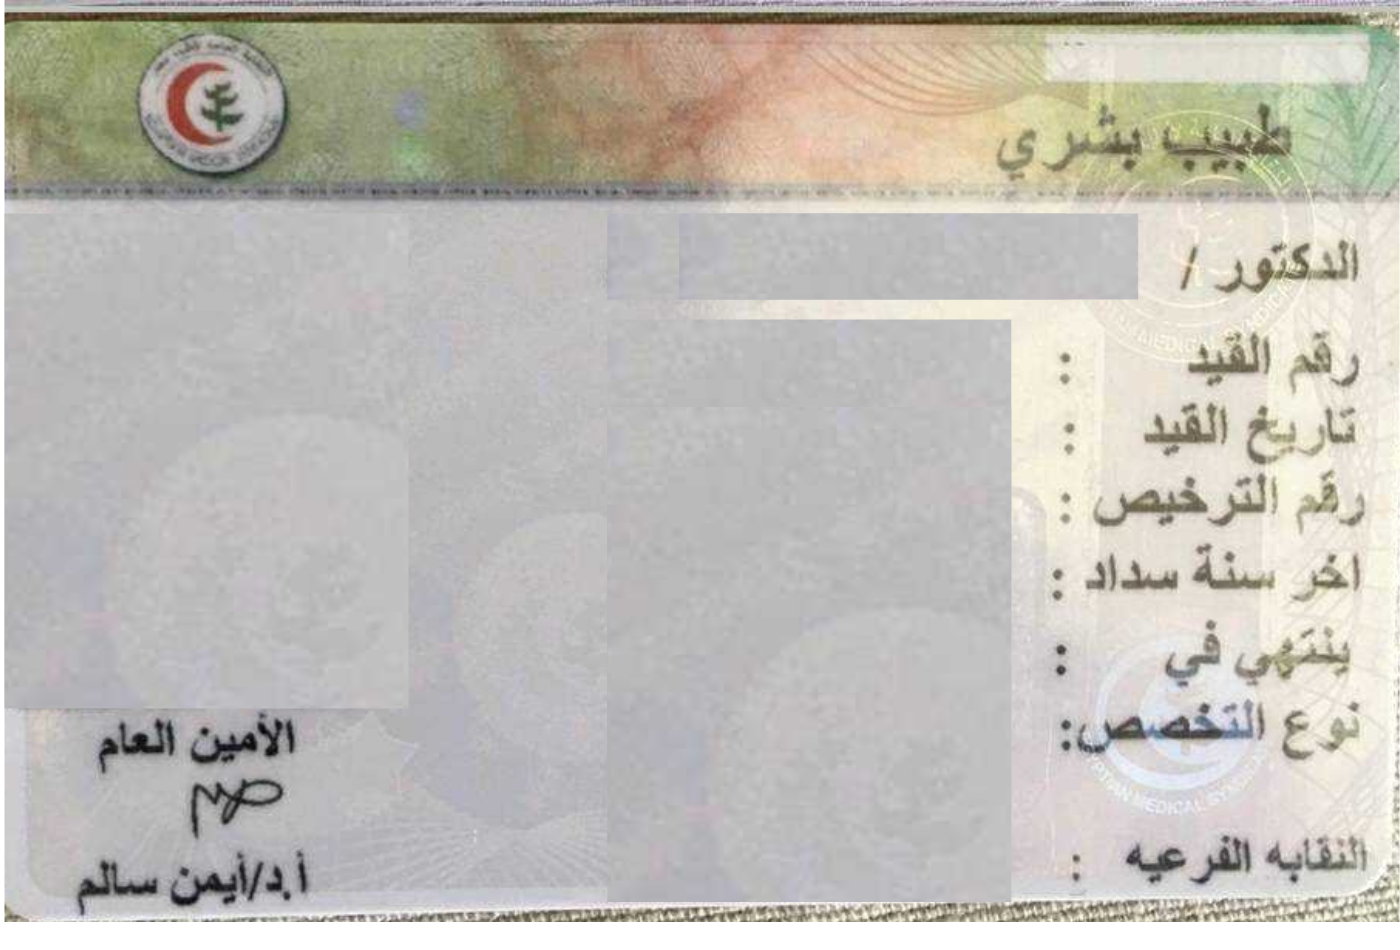 طبيب بشري
الدكتور /
رقم القيد :
تاريخ القيد :
رقم الترخيص :
اخر سنة سداد :
ينتهي في :
نوع التخصص:
النقابه الفرعيه :
الأمين العام
أ.د/أيمن سالم
EGYPTIAN MEDICAL SYNDICATE